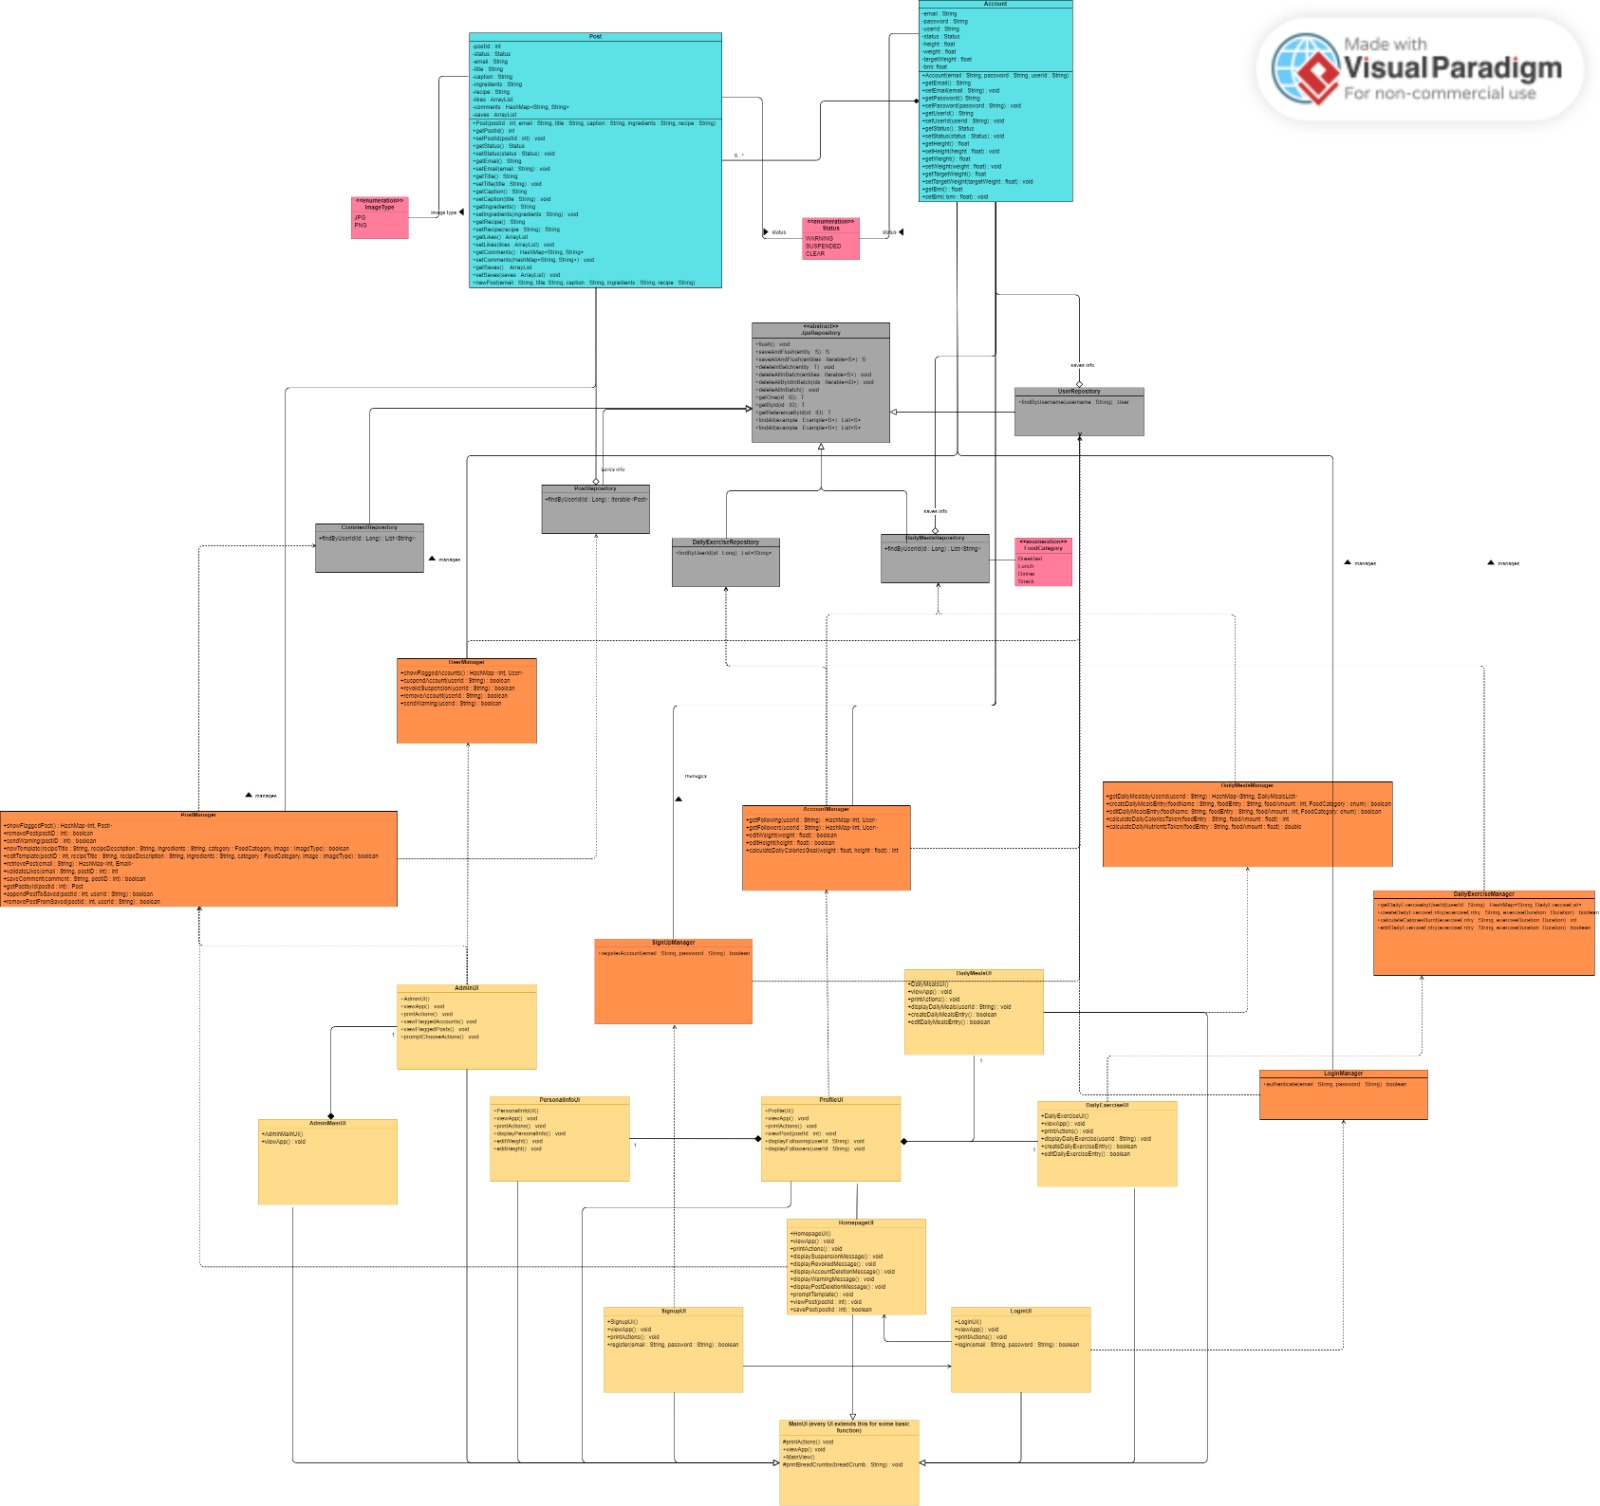 Account
-email : String
-password : String
-userId : String
-status : Status
-height : float
-weight : float
-targetWeight : float
-bmi: float
+Account(email : String, password : String, userId : String)
+getEmail() : String
+setEmail(email : String) : void
+getPassword() : String
+setPassword(password : String) : void
+getUserId() : String
+setUserId(userId : String) : void
+getStatus() : Status
+setStatus(status : Status) : void
+getHeight() : float
+setHeight(height : float) : void
+getWeight() : float
+setWeight(weight : float) : void
+getTargetWeight() : float
+setTargetWeight(targetWeight : float) : void
+getBmi() : float
+setBmi( bmi : float) : void
Made with
VisualParadigm
For non-commercial use
Post
-postId : int
-status : Status
-email : String
-title : String
-caption : String
-ingredients : String
-recipe : String
-likes : ArrayList
-comments : HashMap<String, String>
-saves : ArrayList
+Post(postId : int, email : String, title : String, caption : String, ingredients : String, recipe : String)
+getPostId() : int
+setPostId(postId : int) : void
+getStatus() : Status
+setStatus(status : Status) : void
+getEmail() : String
+setEmail(email : String) : void
+getTitle() : String
+setTitle(title : String) : void
+getCaption() : String
+setCaption(title : String) : void
+getIngredients() : String
+setIngredients(ingredients : String) : void
+getRecipe() : String
+setRecipe(recipe : String) : String
+getLikes() : ArrayList
+setLikes(likes : ArrayList) : void
+getComments() : HashMap<String, String>
+setComments(HashMap<String, String>) : void
+getSaves() : ArrayList
+setSaves(saves : ArrayList) : void
+newPost(email : String, title String, caption : String, ingredients : String, recipe : String)
0..*
<<enumeration>>
ImageType
JPG
PNG
image type
<<enumeration>>
Status
WARNING
SUSPENDED
CLEAR
status
status
<<abstract>>
JpaRepository
+flush() : void
+saveAndFlush(entity : S) : S
+saveAllAndFlush(entities : Iterable<S>) : S
+deleteInBatch(entity : T) : void
+deleteAllInBatch(entities : Iterable<S>) : void
+deleteAllByIdInBatch(ids : Iterable<ID>) : void
+deleteAllInBatch() : void
+getOne(id : ID) : T
+getById(id : ID) : T
+getReferenceById(id : ID) : T
+findAll(example : Example<S>) : List<S>
+findAll(example : Example<S>) : List<S>
saves info
UserRepository
+findByUsername(username : String) : User
saves info
PostRepository
+findByUserId(id : Long) : Iterable<Post>
CommentRepository
+findByUserId(id : Long) : List<String>
manages
DailyExerciseRepository
+findByUserId(id : Long) : List<String>
saves info
DailyMealsRepository
+findByUserId(id : Long) : List<String>
<<enumeration>>
FoodCategory
Breakfast
Lunch
Dinner
Snack
manages
manages
UserManager
+showFlaggedAccounts() : HashMap<Int, User>
+suspendAccount(userId : String) : boolean
+revokeSuspension(userId : String) : boolean
+removeAccount(userId : String) : boolean
+sendWarning(userId : String) : boolean
manages
manages
PostManager
+showFlaggedPost() : HashMap<Int, Post>
+removePost(postID : int) : boolean
+sendWarning(postID : int) : boolean
+newTemplate(recipeTitle : String, recipeDescription : String, ingredients : String, category : FoodCategory, image : ImageType) : boolean
+editTemplate(postID : int, recipeTitle : String, recipeDescription : String, ingredients : String, category : FoodCategory, image : ImageType) : boolean
+retrievePost(email : String) : HashMap<Int, Email>
+validateLikes(email : String, postID : int) : int
+saveComment(comment : String, postID : int) : boolean
+getPostbyId(postId : int) : Post
+appendPostToSaved(postId : int, userId : String) : boolean
+removePostFromSaved(postId : int, userId : String) : boolean
AccountManager
+getFollowing(userId : String) : HashMap<Int, User>
+getFollowers(userId : String) : HashMap<Int, User>
+editWeight(weight : float) : boolean
+editHeight(height : float) : boolean
+calculateDailyCaloriesGoal(weight : float, height : float) : int
DailyMealsManager
+getDailyMealsbyUserId(userId : String) : HashMap<String, DailyMealsList>
+createDailyMealsEntry(foodName : String, foodEntry : String, foodAmount : int, FoodCategory : enum) : boolean
+editDailyMealsEntry(foodName: String, foodEntry : String, foodAmount : int, FoodCategory : enum) : boolean
+calculateDailyCaloriesTaken(foodEntry : String, foodAmount : float) : int
+calculateDailyNutrientsTaken(foodEntry : String, foodAmount : float) : double
DailyExerciseManager
+getDailyExercisebyUserId(userId : String) : HashMap<String, DailyExerciseList>
+createDailyExerciseEntry(exerciseEntry : String, exerciseDuration : Duration) : boolean
+calculateCaloriesBurnt(exerciseEntry : String, exerciseDuration : Duration) : int
+editDailyExerciseEntry(exerciseEntry : String, exerciseDuration : Duration) : boolean
SignUpManager
+registerAccount(email : String, password : String) : boolean
AdminUI
+AdminUI()
+viewApp() : void
+printActions() : void
+viewFlaggedAccounts() : void
+viewFlaggedPosts() : void
+promptChooseActions() : void
1
DailyMealsUI
+DailyMealsUI()
+viewApp() : void
+printActions() : void
+displayDailyMeals(userId : String) : void
+createDailyMealsEntry() : boolean
+editDailyMealsEntry() : boolean
1
LoginManager
+authenticate(email : String, password : String) : boolean
AdminMainUI
+AdminMainUI()
+viewApp() : void
PersonalInfoUI
+PersonalInfoUI()
+viewApp() : void
+printActions() : void
+displayPersonalInfo() : void
+editWeight() : void
+editHeight() : void
1
ProfileUI
+ProfileUI()
+viewApp() : void
+printActions() : void
+viewPost(postId : int) : void
+displayFollowing(userId : String) : void
+displayFollowers(userId : String) : void
DailyExerciseUI
+DailyExerciseUI()
+viewApp() : void
+printActions() : void
+displayDailyExercise(userId : String) : void
+createDailyExerciseEntry() : boolean
+editDailyExerciseEntry() : boolean
1
HomepageUI
+HomepageUI()
+viewApp() : void
+printActions() : void
+displaySuspensionMessage() : void
+displayRevokedMessage() : void
+displayAccountDeletionMessage() : void
+displayWarningMessage() : void
+displayPostDeletionMessage() : void
+promptTemplate() : void
+viewPost(postId : int) : void
+savePost(postId : int) : boolean
SignupUI
+SignupUI()
+viewApp() : void
+printActions() : void
+register(email : String, password : String) : boolean
LoginUI
+LoginUI()
+viewApp() : void
+printActions() : void
+login(email : String, password : String) : boolean
MainUI (every UI extends this for some basic
function)
#printActions(): void
+viewApp(): void
+MainView()
#printBreadCrumbs(breadCrumb : String) : void